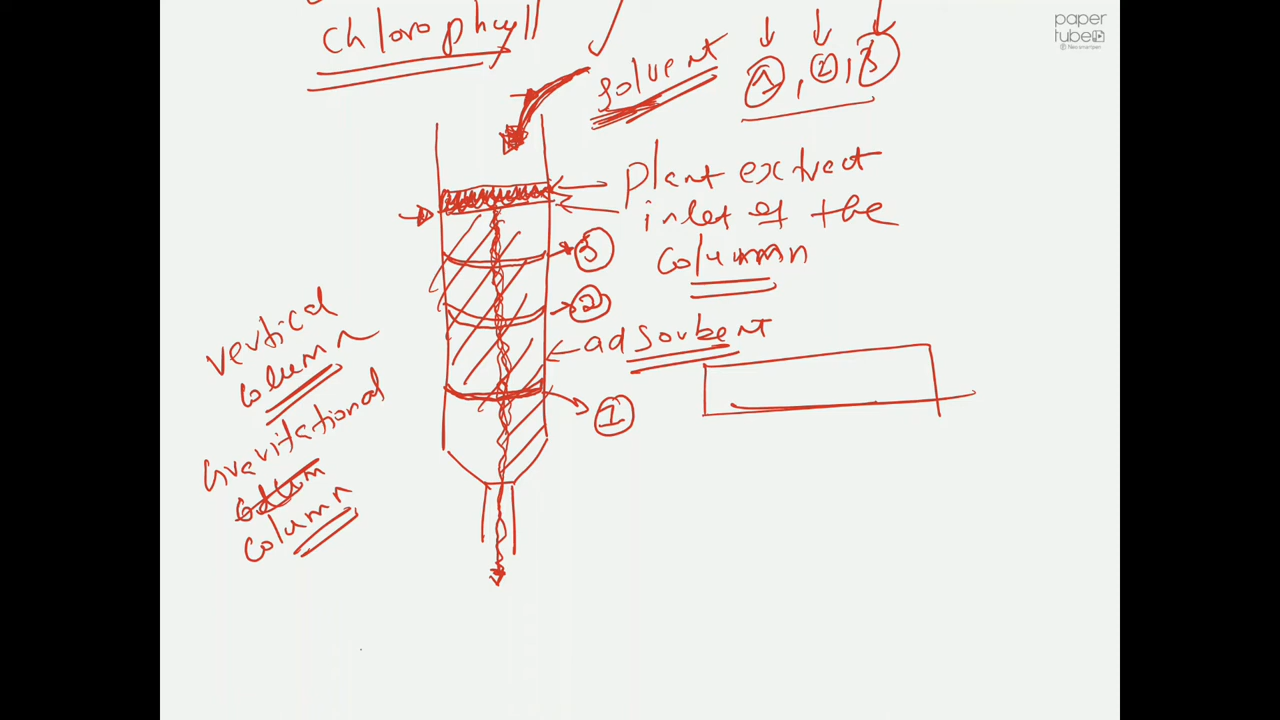 chlorophyll
paper
tube
solvent
1, 2, 3
plant extract
inlet of the
column
3
2
adsorbent
1
vertical
column
Gravitational
column